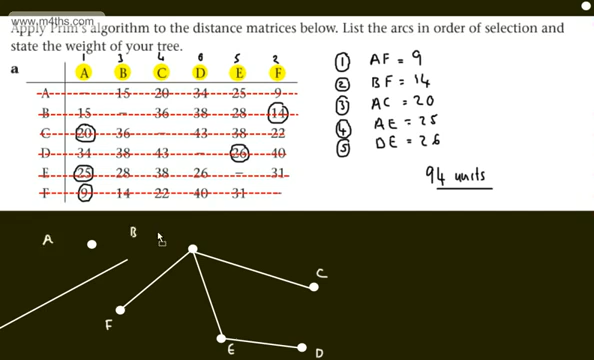 www.m4ths.com
Apply Prim's algorithm to the distance matrices below. List the arcs in order of selection and
state the weight of your tree.
a
1 3 4 6 5 2
A B C D E F
A – 15 20 34 25 9
B 15 – 36 38 28 14
C 20 36 – 43 38 22
D 34 38 43 – 26 40
E 25 28 38 26 – 31
F 9 14 22 40 31 –
1 AF = 9
2 BF = 14
3 AC = 20
4 AE = 25
5 DE = 26
94 units
A B
C
F
E D